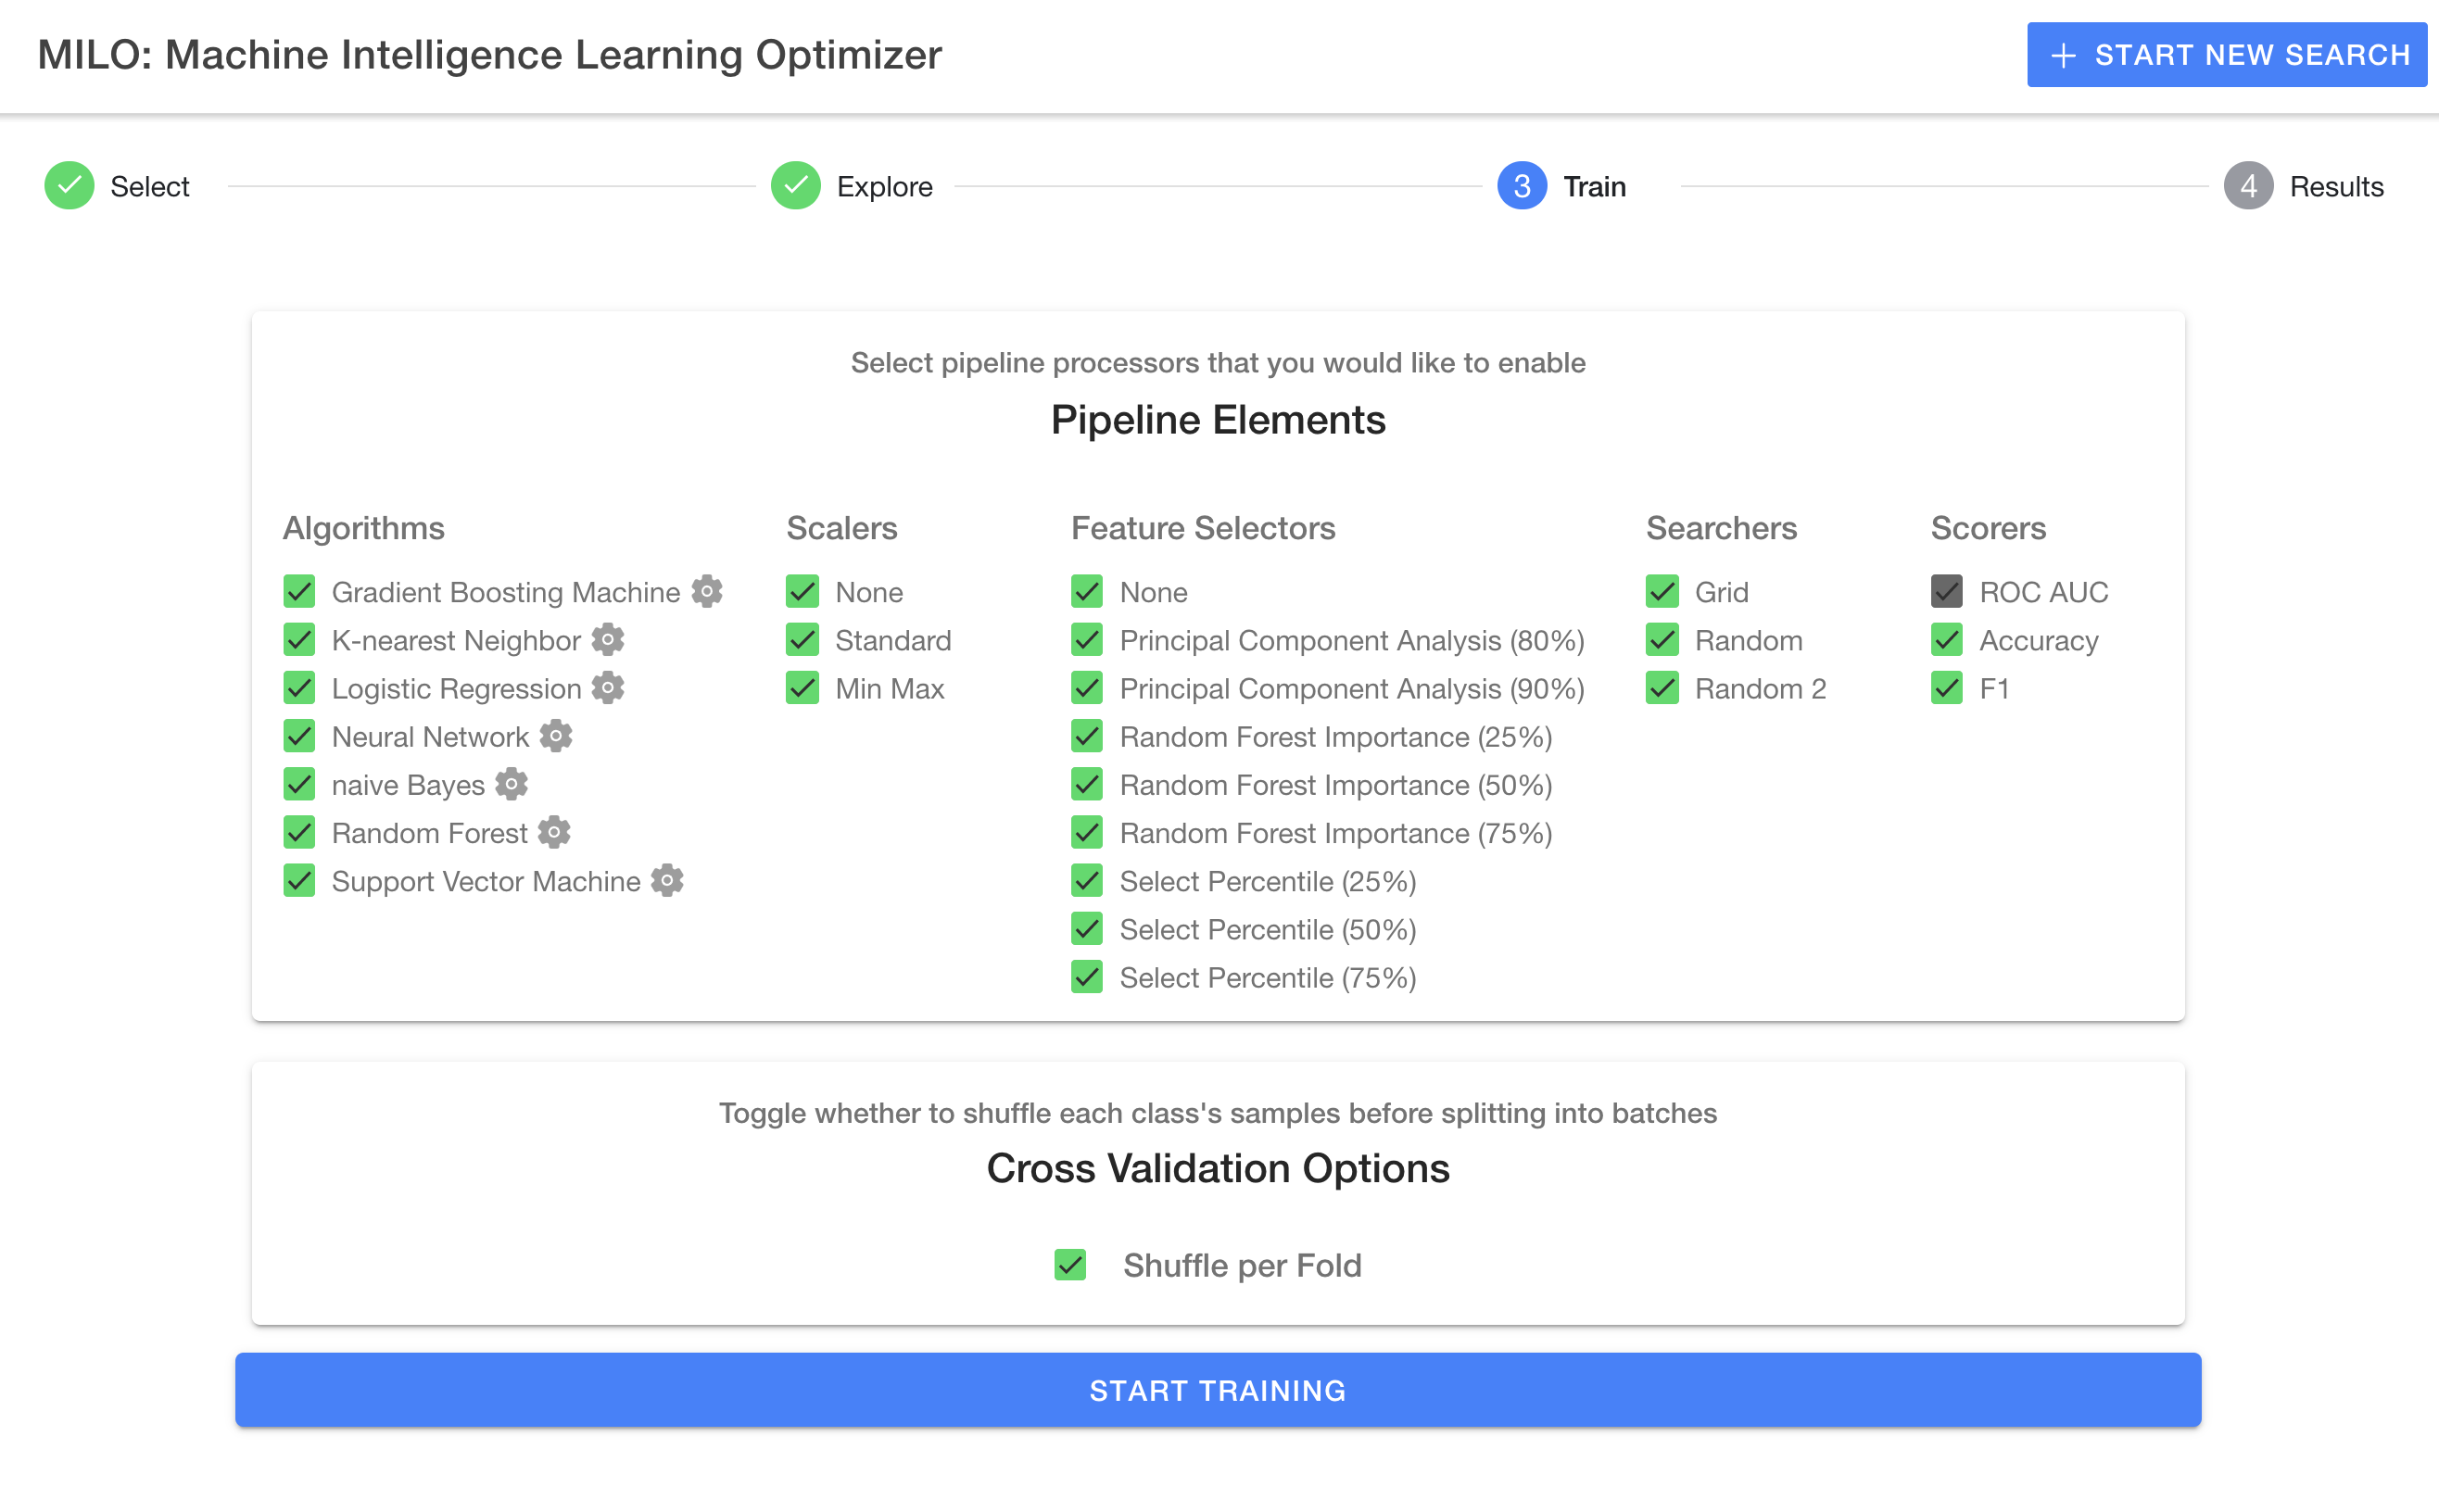 MILO: Machine Intelligence Learning Optimizer
START NEW SEARCH
Select
Explore
3 Train
4 Results
Select pipeline processors that you would like to enable
Pipeline Elements
Algorithms
Gradient Boosting Machine
K-nearest Neighbor
Logistic Regression
Neural Network
naive Bayes
Random Forest
Support Vector Machine
Scalers
None
Standard
Min Max
Feature Selectors
None
Principal Component Analysis (80%)
Principal Component Analysis (90%)
Random Forest Importance (25%)
Random Forest Importance (50%)
Random Forest Importance (75%)
Select Percentile (25%)
Select Percentile (50%)
Select Percentile (75%)
Searchers
Grid
Random
Random 2
Scorers
ROC AUC
Accuracy
F1
Toggle whether to shuffle each class's samples before splitting into batches
Cross Validation Options
Shuffle per Fold
START TRAINING